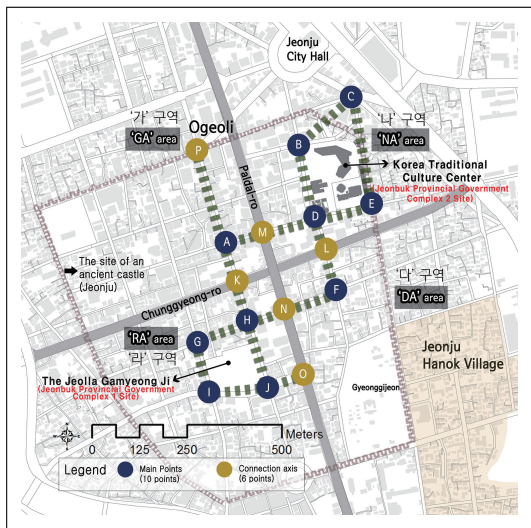 Jeonju
City Hall
'가' 구역
'GA' area
Ogeoli
'나' 구역
'NA' area
C
B
P
Paldal-ro
Korea Traditional
Culture Center
(Jeonbuk Provincial Government
Complex 2 Site)
E
D
M
A
L
The site of an
ancient castle
(Jeonju)
K
Chunggyeong-ro
F
'다' 구역
'DA' area
N
H
G
'RA' area
'라' 구역
The Jeolla Gamyeong Ji
(Jeonbuk Provincial Government
Complex 1 Site)
Jeonju
Hanok Village
O
J
I
Gyeonggijeon
Meters
0 125 250 500
Legend
Main Points
(10 points)
Connection axis
(6 points)